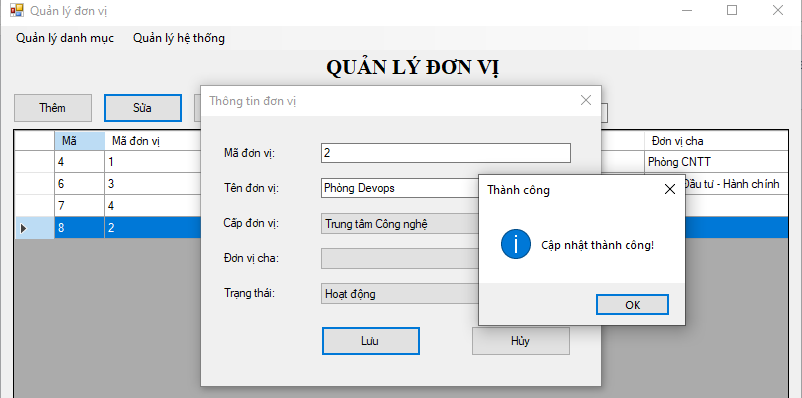 Quản lý đơn vị
Quản lý danh mục Quản lý hệ thống
QUẢN LÝ ĐƠN VỊ
Thêm Sửa
Mã Mã đơn vị Đơn vị cha
4 1 Phòng CNTT
6 3 Đầu tư - Hành chính
7 4
8 2
Thông tin đơn vị
Mã đơn vị: 2
Tên đơn vị: Phòng Devops
Cấp đơn vị: Trung tâm Công nghệ
Đơn vị cha:
Trạng thái: Hoạt động
Lưu Hủy
Thành công
Cập nhật thành công!
OK